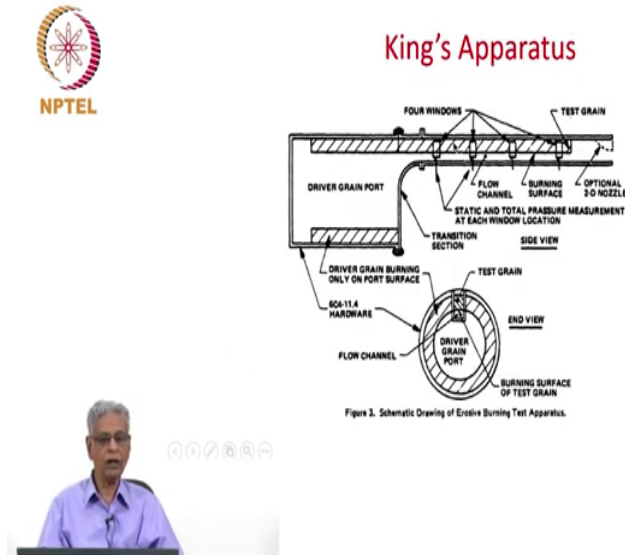 King's Apparatus
NPTEL
FOUR WINDOWS
TEST GRAIN
DRIVER GRAIN PORT
FLOW
CHANNEL
BURNING
SURFACE
OPTIONAL
2-D NOZZLE
STATIC AND TOTAL PRASSURE MEASUREMENT
AT EACH WINDOW LOCATION
TRANSITION
SECTION
SIDE VIEW
DRIVER GRAIN BURNING
ONLY ON PORT SURFACE
TEST GRAIN
6C4-11.4
HARDWARE
END VIEW
FLOW CHANNEL
DRIVER
GRAIN
PORT
BURNING SURFACE
OF TEST GRAIN
Figure 3. Schematic Drawing of Erosive Burning Test Apparatus.